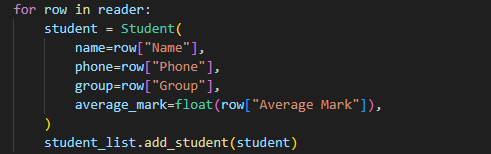 for row in reader:
    student = Student(
        name=row["Name"],
        phone=row["Phone"],
        group=row["Group"],
        average_mark=float(row["Average Mark"]),
    )
    student_list.add_student(student)